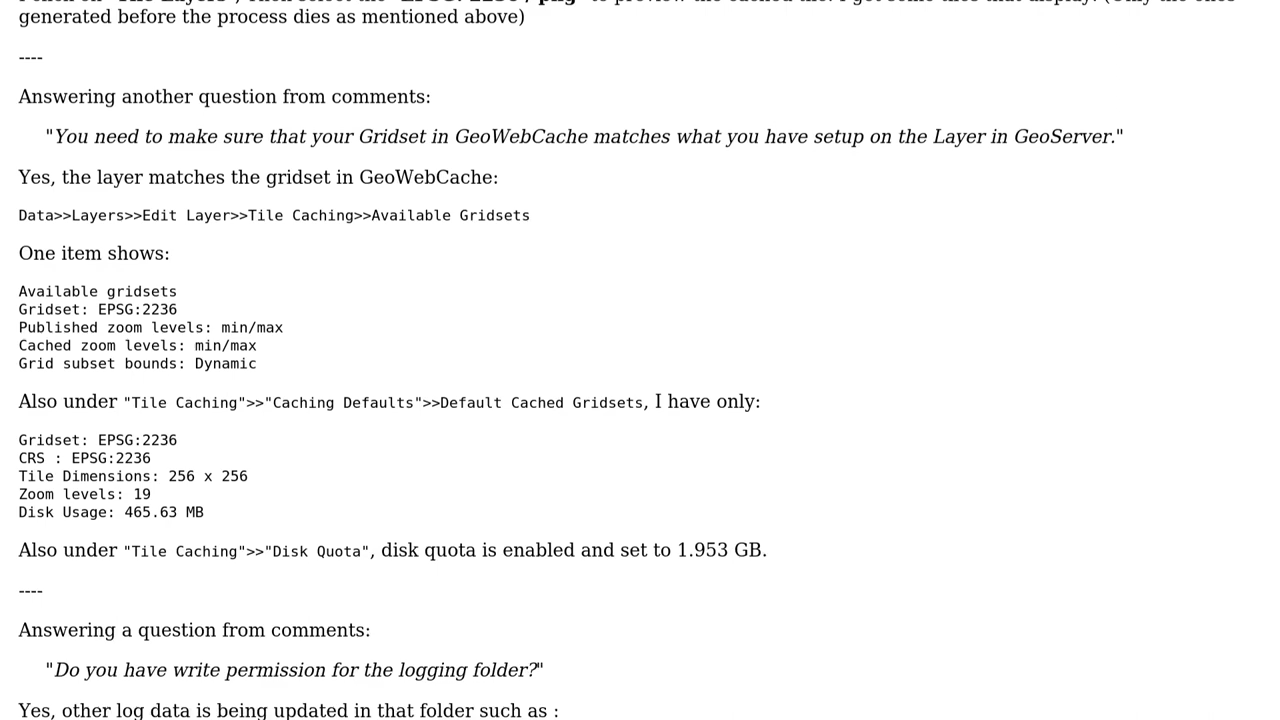 generated before the process dies as mentioned above)
----
Answering another question from comments:
"You need to make sure that your Gridset in GeoWebCache matches what you have setup on the Layer in GeoServer."
Yes, the layer matches the gridset in GeoWebCache:
Data>>Layers>>Edit Layer>>Tile Caching>>Available Gridsets
One item shows:
Available gridsets
Gridset: EPSG:2236
Published zoom levels: min/max
Cached zoom levels: min/max
Grid subset bounds: Dynamic
Also under "Tile Caching">>"Caching Defaults">>Default Cached Gridsets, I have only:
Gridset: EPSG:2236
CRS : EPSG:2236
Tile Dimensions: 256 x 256
Zoom levels: 19
Disk Usage: 465.63 MB
Also under "Tile Caching">>"Disk Quota", disk quota is enabled and set to 1.953 GB.
----
Answering a question from comments:
"Do you have write permission for the logging folder?"
Yes, other log data is being updated in that folder such as :